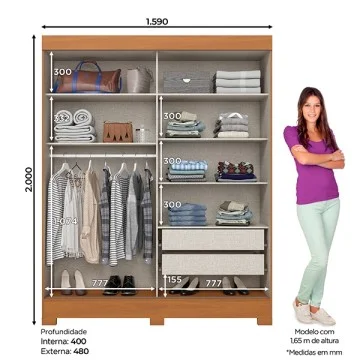 1.590
300
332
300
300
2.000
1.074
300
777
155
777
Profundidade
Interna: 400
Externa: 480
Modelo com
1,65 m de altura
*Medidas em mm